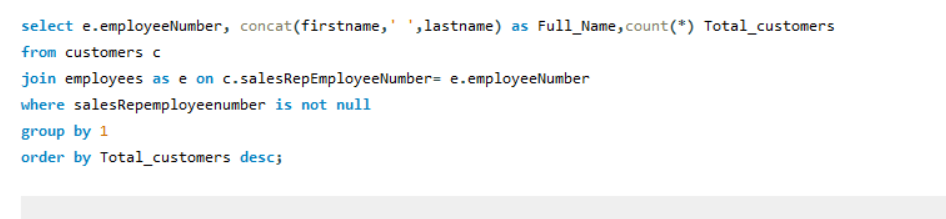 select e.employeeNumber, concat(firstname,' ',lastname) as Full_Name,count(*) Total_customers
from customers c
join employees as e on c.salesRepEmployeeNumber= e.employeeNumber
where salesRepemployeenumber is not null
group by 1
order by Total_customers desc;